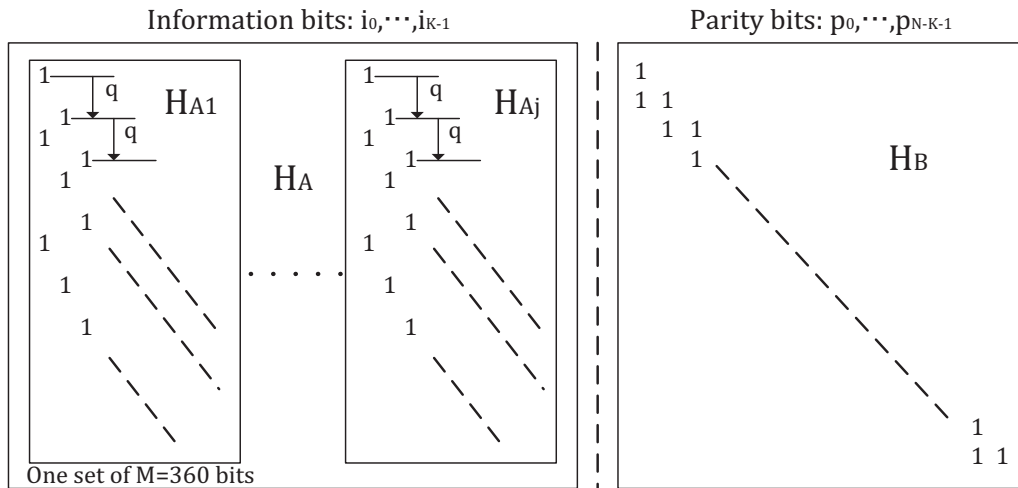 Information bits: i0,⋯,iK-1
Parity bits: p0,⋯,pN-K-1
1
q
HA1
1
q
1
1
1
1
1
1
1
HA
1
q
HAj
1
q
1
1
1
1
1
1
1
1
1 1
1 1
1
HB
1
1 1
One set of M=360 bits